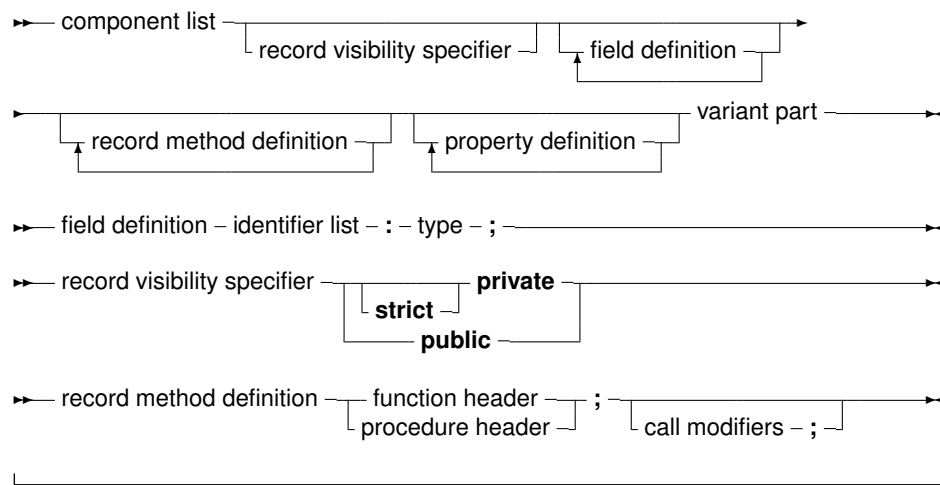 component list
record visibility specifier field definition
variant part
record method definition property definition
field definition identifier list : type ;
record visibility specifier private
strict
public
record method definition function header ;
procedure header call modifiers ;